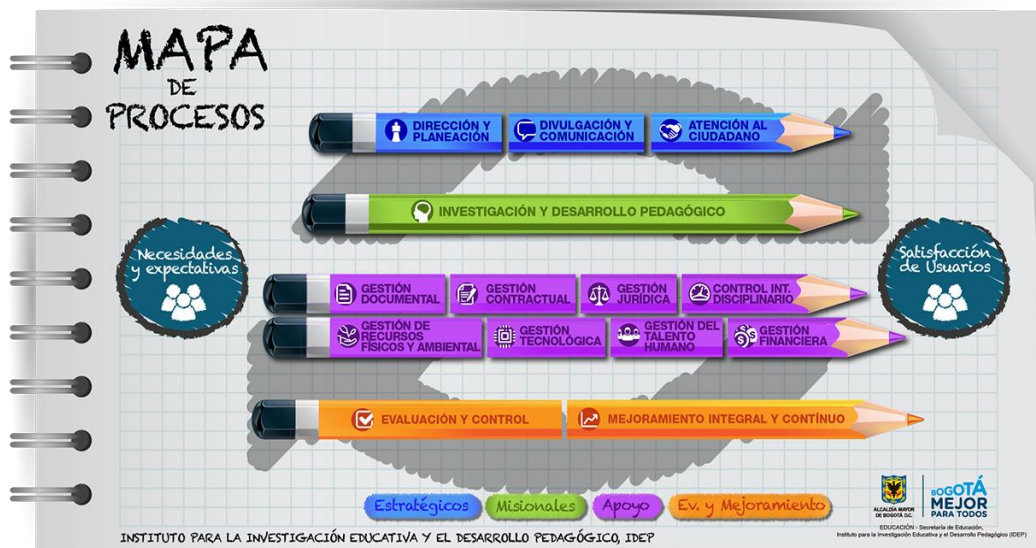 MAPA
DE
PROCESOS
DIRECCIÓN Y
PLANEACIÓN
DIVULGACIÓN Y
COMUNICACIÓN
ATENCIÓN AL
CIUDADANO
INVESTIGACIÓN Y DESARROLLO PEDAGÓGICO
Necesidades
y expectativas
Satisfacción
de Usuarios
GESTIÓN
DOCUMENTAL
GESTIÓN
CONTRACTUAL
GESTIÓN
JURÍDICA
CONTROL INT.
DISCIPLINARIO
GESTIÓN DE
RECURSOS
FÍSICOS Y AMBIENTAL
GESTIÓN
TECNOLÓGICA
GESTIÓN DEL
TALENTO
HUMANO
GESTIÓN
FINANCIERA
EVALUACIÓN Y CONTROL
MEJORAMIENTO INTEGRAL Y CONTÍNUO
Estratégicos
Misionales
Apoyo
Ev. y Mejoramiento
ALCALDÍA MAYOR
DE BOGOTÁ D.C.
BOGOTÁ
MEJOR
PARA TODOS
EDUCACIÓN - Secretaría de Educación,
Instituto para la Investigación Educativa y el Desarrollo Pedagógico (IDEP)
INSTITUTO PARA LA INVESTIGACIÓN EDUCATIVA Y EL DESARROLLO PEDAGÓGICO, IDEP